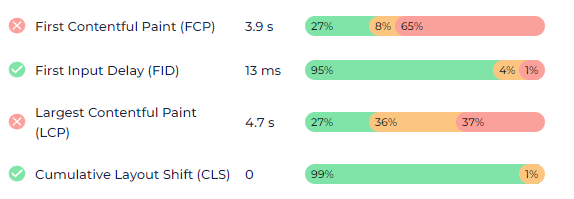 First Contentful Paint (FCP) 3.9 s 27% 8% 65%
First Input Delay (FID) 13 ms 95% 4% 1%
Largest Contentful Paint
(LCP) 4.7 s 27% 36% 37%
Cumulative Layout Shift (CLS) 0 99% 1%